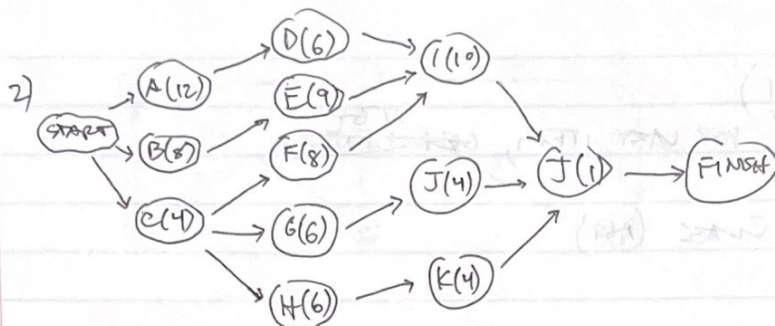 2)
START
A(12)
B(8)
C(4)
D(6)
E(9)
F(8)
G(6)
H(6)
I(10)
J(4)
K(4)
J(1)
FINISH